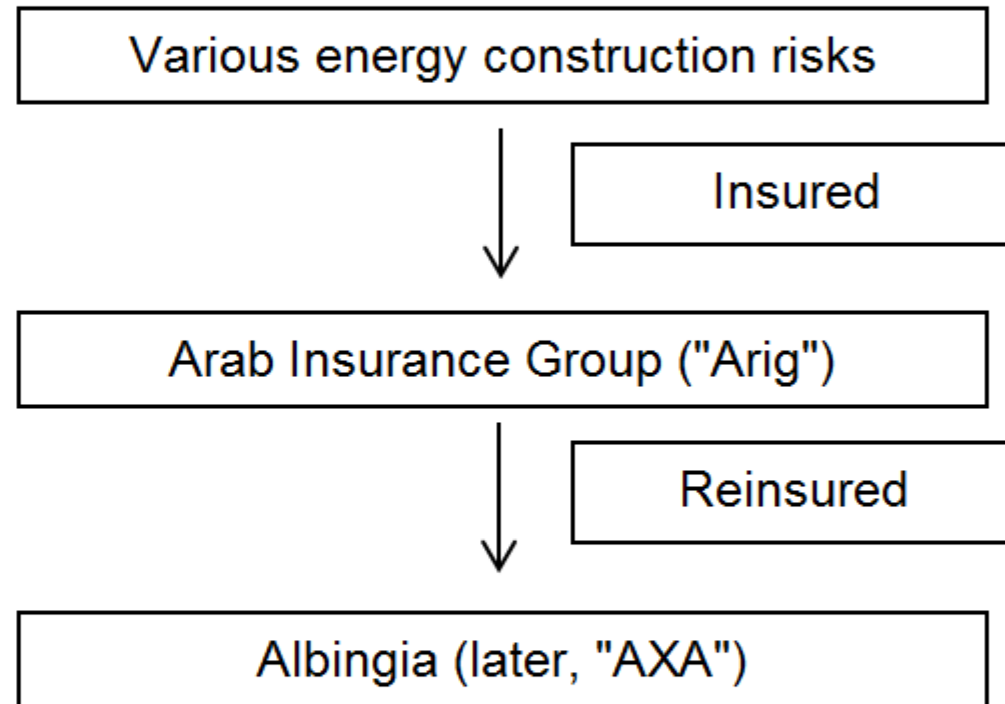 Various energy construction risks
Insured
Arab Insurance Group ("Arig")
Reinsured
Albingia (later, "AXA")